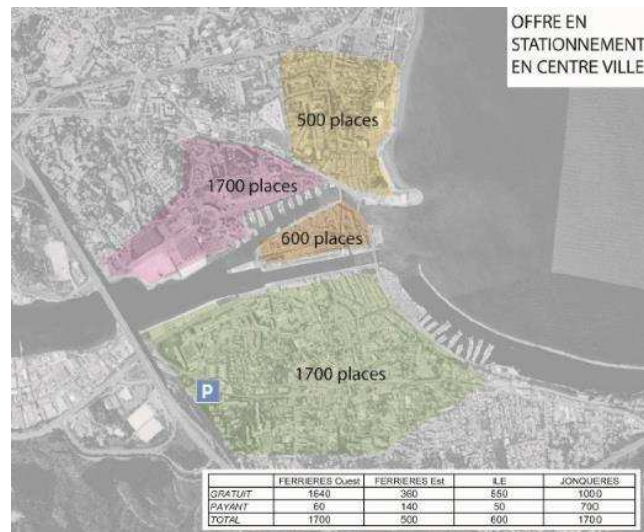 OFFRE EN
STATIONNEMENT
EN CENTRE VILLE
500 places
1700 places
600 places
1700 places
P
FERRIERES Ouest FERRIERES Est ILE JONQUERES
GRATUIT 1640 360 550 1000
PAYANT 60 140 50 700
TOTAL 1700 500 600 1700